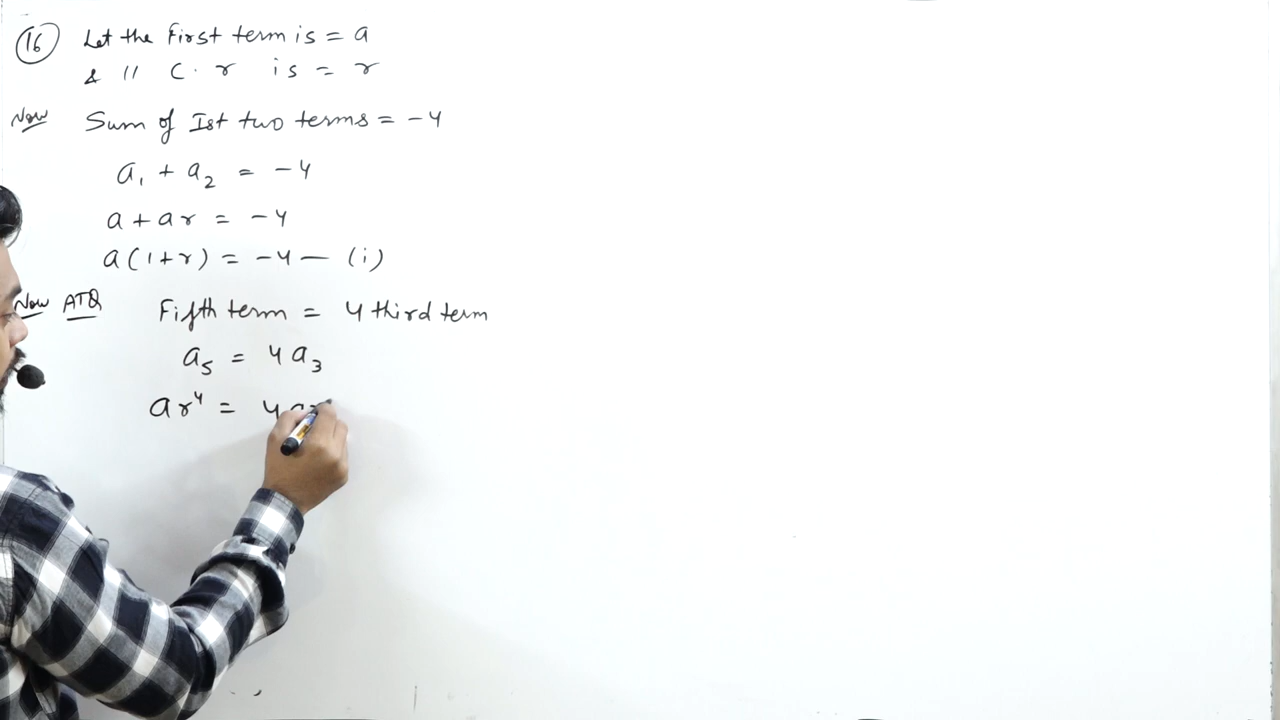 16 Let the First term is = a
& 11 C. r is = r
Now Sum of Ist two terms = -4
a₁ + a₂ = -4
a + ar = -4
a(1+r) = -4 — (i)
Now ATQ Fifth term = 4 third term
a₅ = 4a₃
ar⁴ = 4a